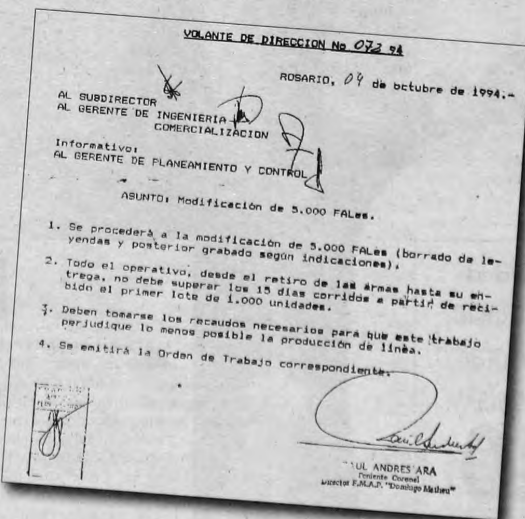 VOLANTE DE DIRECCION No 073 94
ROSARIO, 04 de octubre de 1994.-
AL SUBDIRECTOR
AL GERENTE DE INGENIERIA
COMERCIALIZACION
Informativo:
AL GERENTE DE PLANEAMIENTO Y CONTROL
ASUNTO: Modificación de 5.000 FALes.
1. Se procederá a la modificación de 5.000 FALes (borrado de le-
yendas y posterior grabado según indicaciones).
2. Todo el operativo, desde el retiro de las armas hasta su en-
trega, no debe superar los 15 días corridos a partir de reti-
bido el primer lote de 1.000 unidades.
3. Deben tomarse los recaudos necesarios para que este trabajo
perjudique lo menos posible la producción de línea.
4. Se emitirá la Orden de Trabajo correspondiente.
UL ANDRES ARA
Teniente Coronel
Director F.M.A.P. "Domingo Matheu"